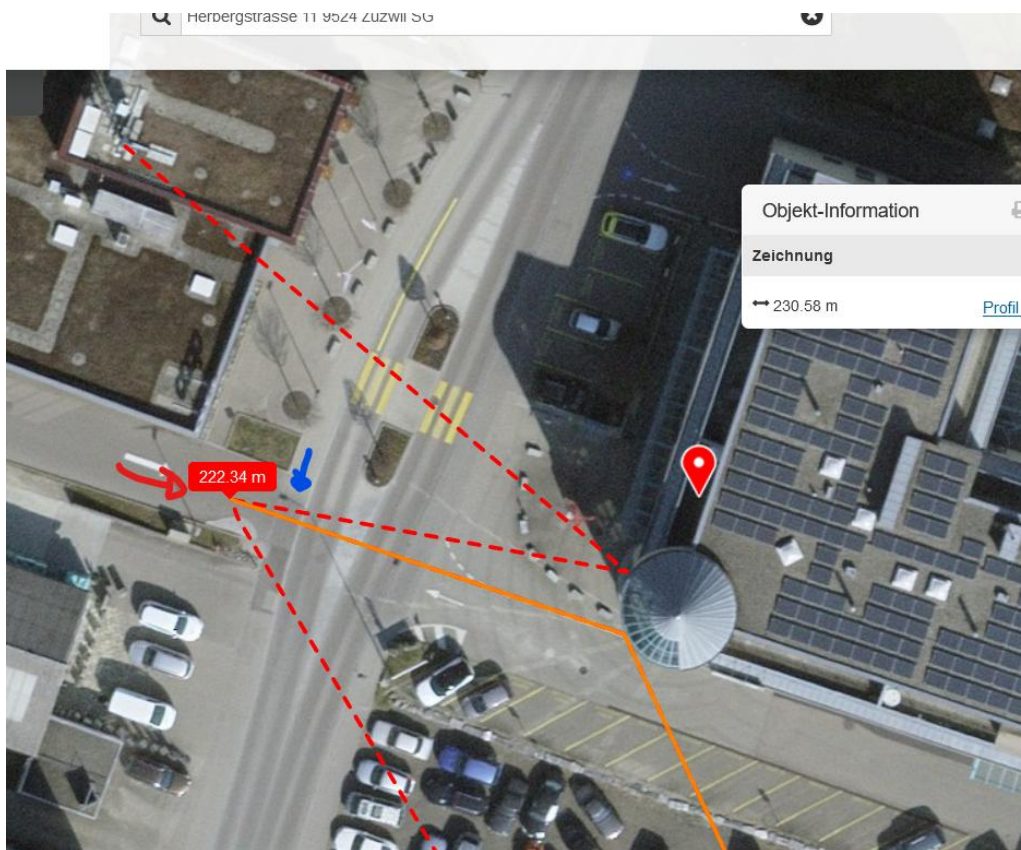 Herbergstrasse 11 9524 Zuzwil SG
Objekt-Information
Zeichnung
230.58 m
Profil
222.34 m